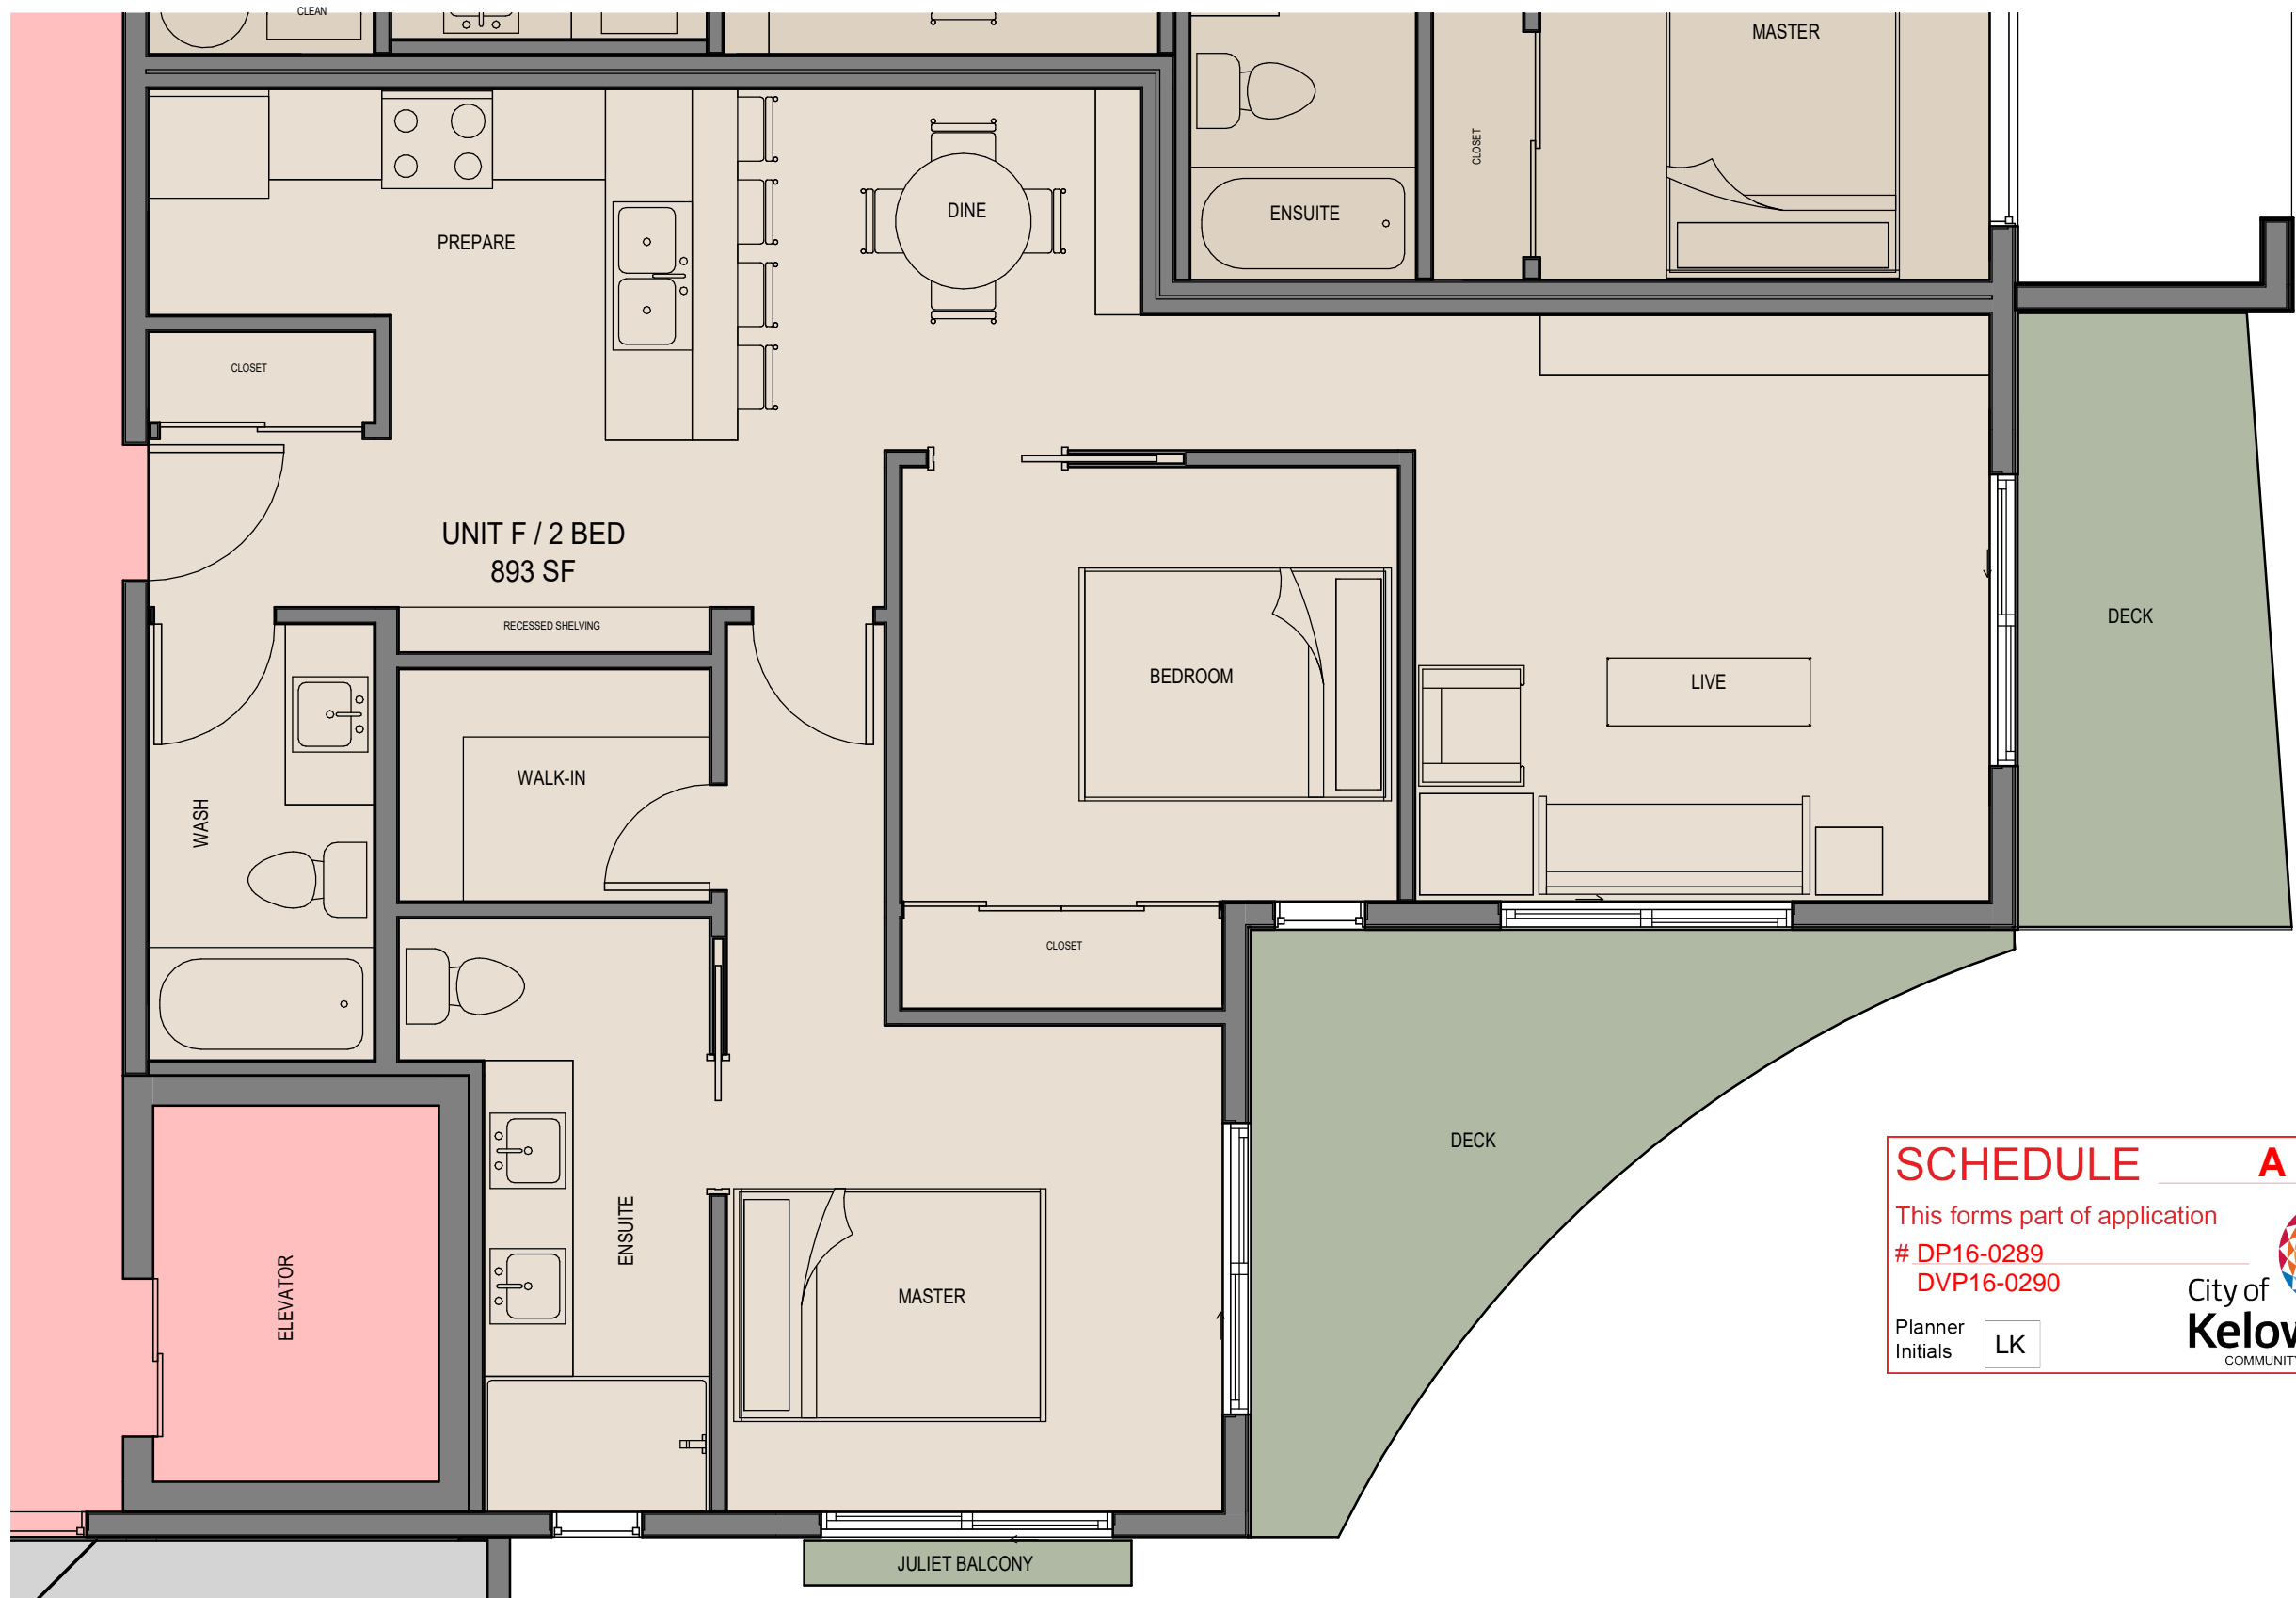 CLEAN
MASTER
CLOSET
ENSUITE
DINE
PREPARE
CLOSET
UNIT F / 2 BED
893 SF
RECESSED SHELVING
DECK
BEDROOM
LIVE
WALK-IN
WASH
CLOSET
DECK
ENSUITE
ELEVATOR
MASTER
JULIET BALCONY
SCHEDULE A
This forms part of application
# DP16-0289
DVP16-0290
City of
Planner
Initials LK
COMMUNITY